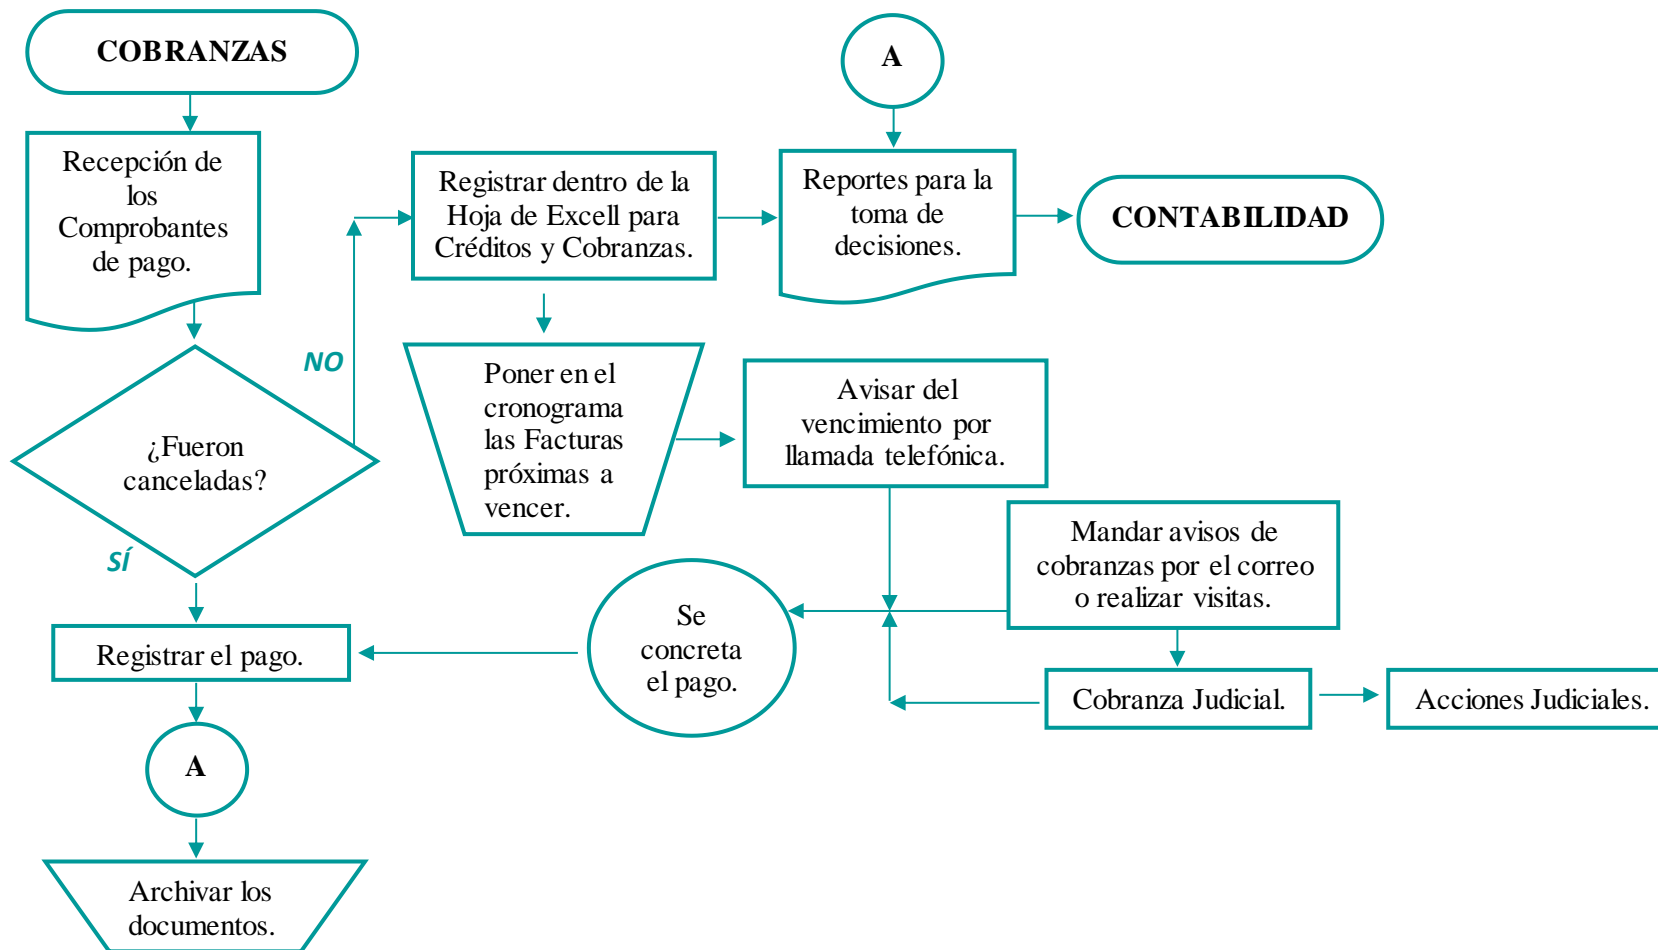 COBRANZAS
A
Recepción de
los
Comprobantes
de pago.
Registrar dentro de la
Hoja de Excell para
Créditos y Cobranzas.
Reportes para la
toma de
decisiones.
CONTABILIDAD
NO
¿Fueron
canceladas?
SÍ
Poner en el
cronograma
las Facturas
próximas a
vencer.
Avisar del
vencimiento por
llamada telefónica.
Mandar avisos de
cobranzas por el correo
o realizar visitas.
Se
concreta
el pago.
Registrar el pago.
Cobranza Judicial.
Acciones Judiciales.
A
Archivar los
documentos.